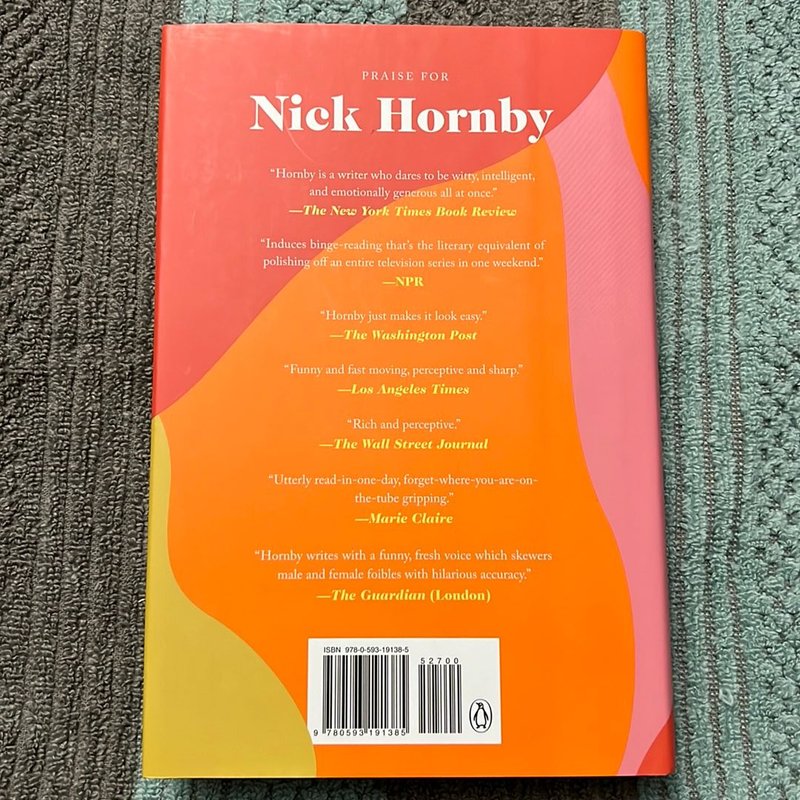 PRAISE FOR
Nick Hornby
“Hornby is a writer who dares to be witty, intelligent,
and emotionally generous all at once.”
—The New York Times Book Review
“Induces binge-reading that’s the literary equivalent of
polishing off an entire television series in one weekend.”
—NPR
“Hornby just makes it look easy.”
—The Washington Post
“Funny and fast moving, perceptive and sharp.”
—Los Angeles Times
“Rich and perceptive.”
—The Wall Street Journal
“Utterly read-in-one-day, forget-where-you-are-on-
the-tube gripping.”
—Marie Claire
“Hornby writes with a funny, fresh voice which skewers
male and female foibles with hilarious accuracy.”
—The Guardian (London)
ISBN 978-0-593-19138-5
52700
9 780593 191385